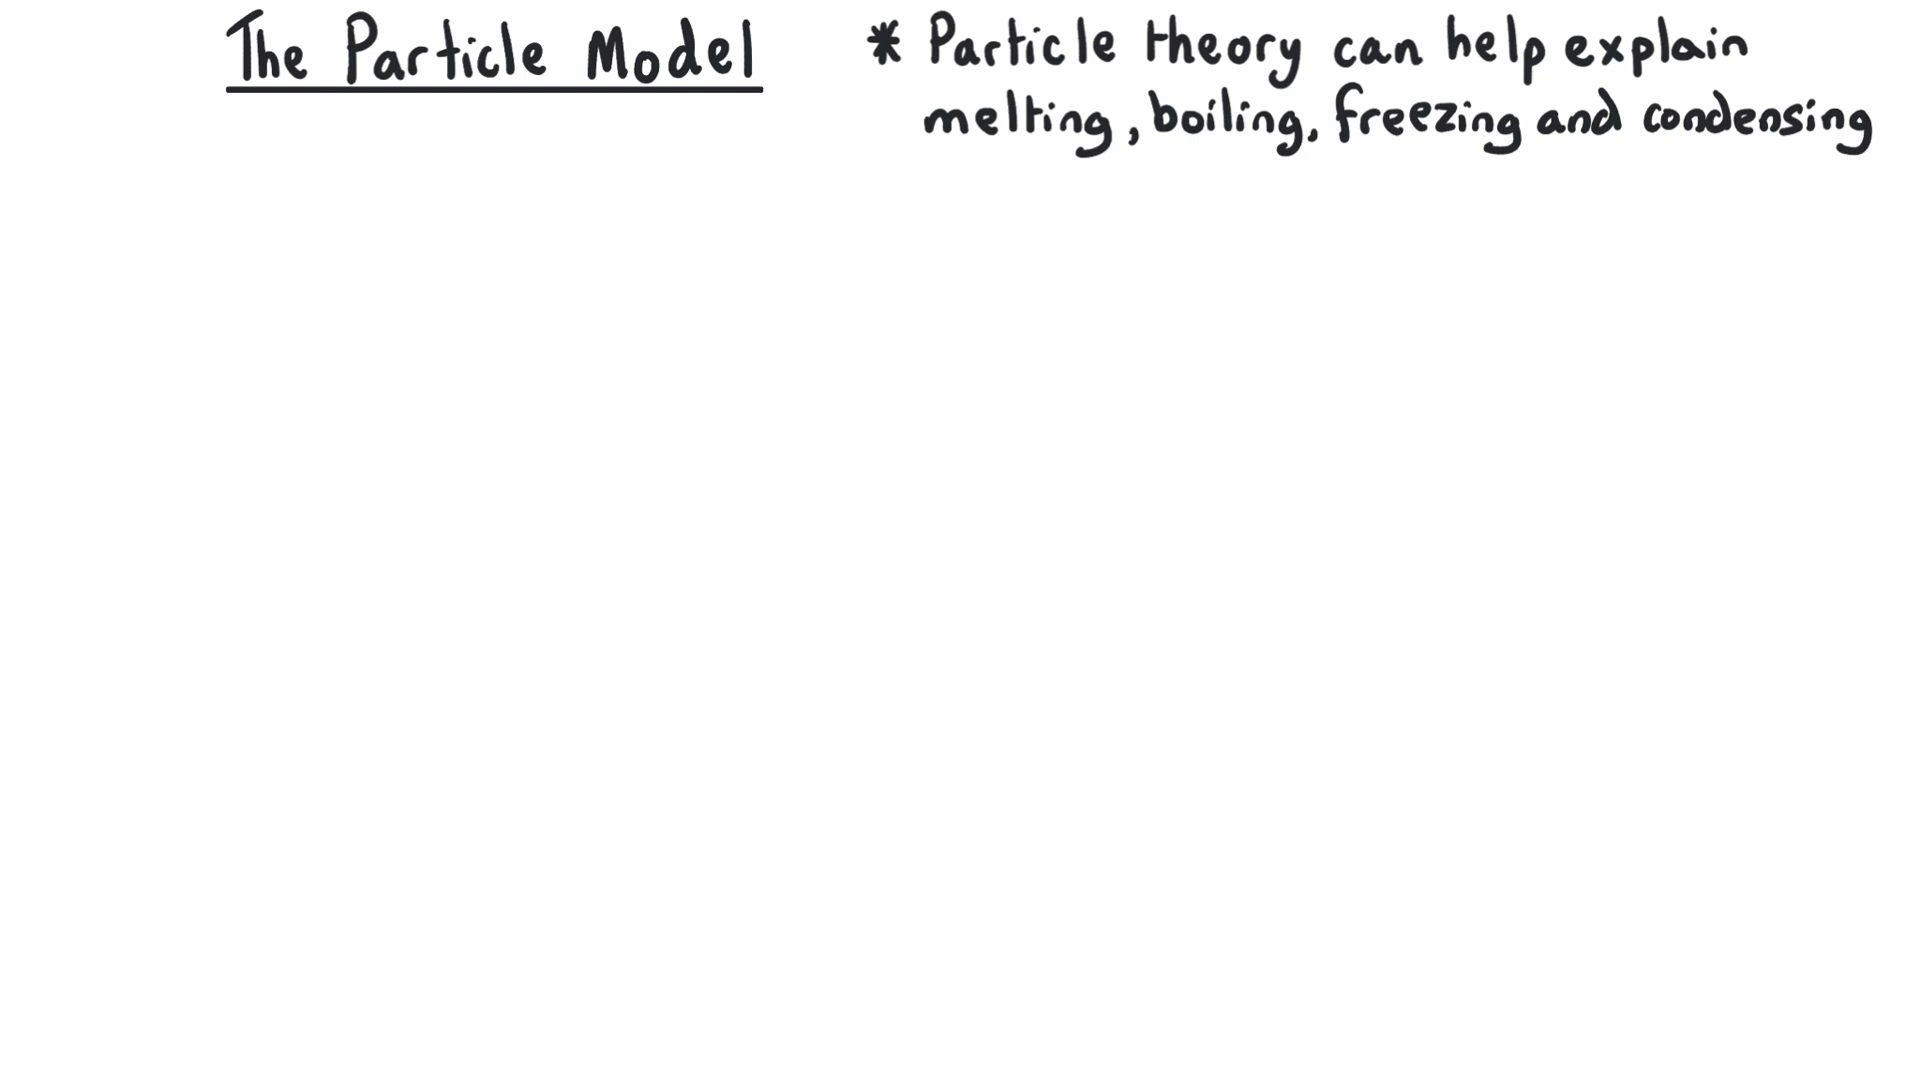 The Particle Model
* Particle theory can help explain
melting, boiling, freezing and condensing